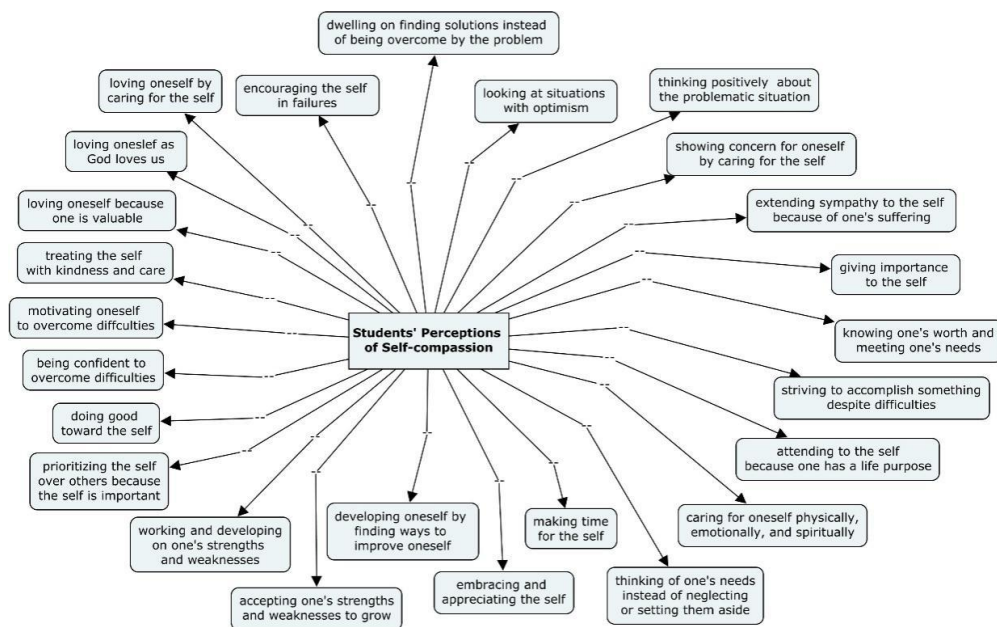 dwelling on finding solutions instead
of being overcome by the problem
loving oneself by
caring for the self
encouraging the self
in failures
looking at situations
with optimism
thinking positively about
the problematic situation
loving oneslef as
God loves us
showing concern for oneself
by caring for the self
loving oneself because
one is valuable
extending sympathy to the self
because of one's suffering
treating the self
with kindness and care
giving importance
to the self
motivating oneself
to overcome diffculties
Students' Perceptions
of Self-compassion
knowing one's worth and
meeting one's needs
being confident to
overcome difficulties
striving to accomplish something
despite difficulties
doing good
toward the self
attending to the self
because one has a life purpose
prioritizing the self
over others because
the self is important
working and developing
on one's strengths
and weaknesses
developing oneself by
finding ways to
improve oneself
making time
for the self
caring for oneself physically,
emotionally, and spiritually
accepting one's strengths
and weaknesses to grow
embracing and
appreciating the self
thinking of one's needs
instead of neglecting
or setting them aside